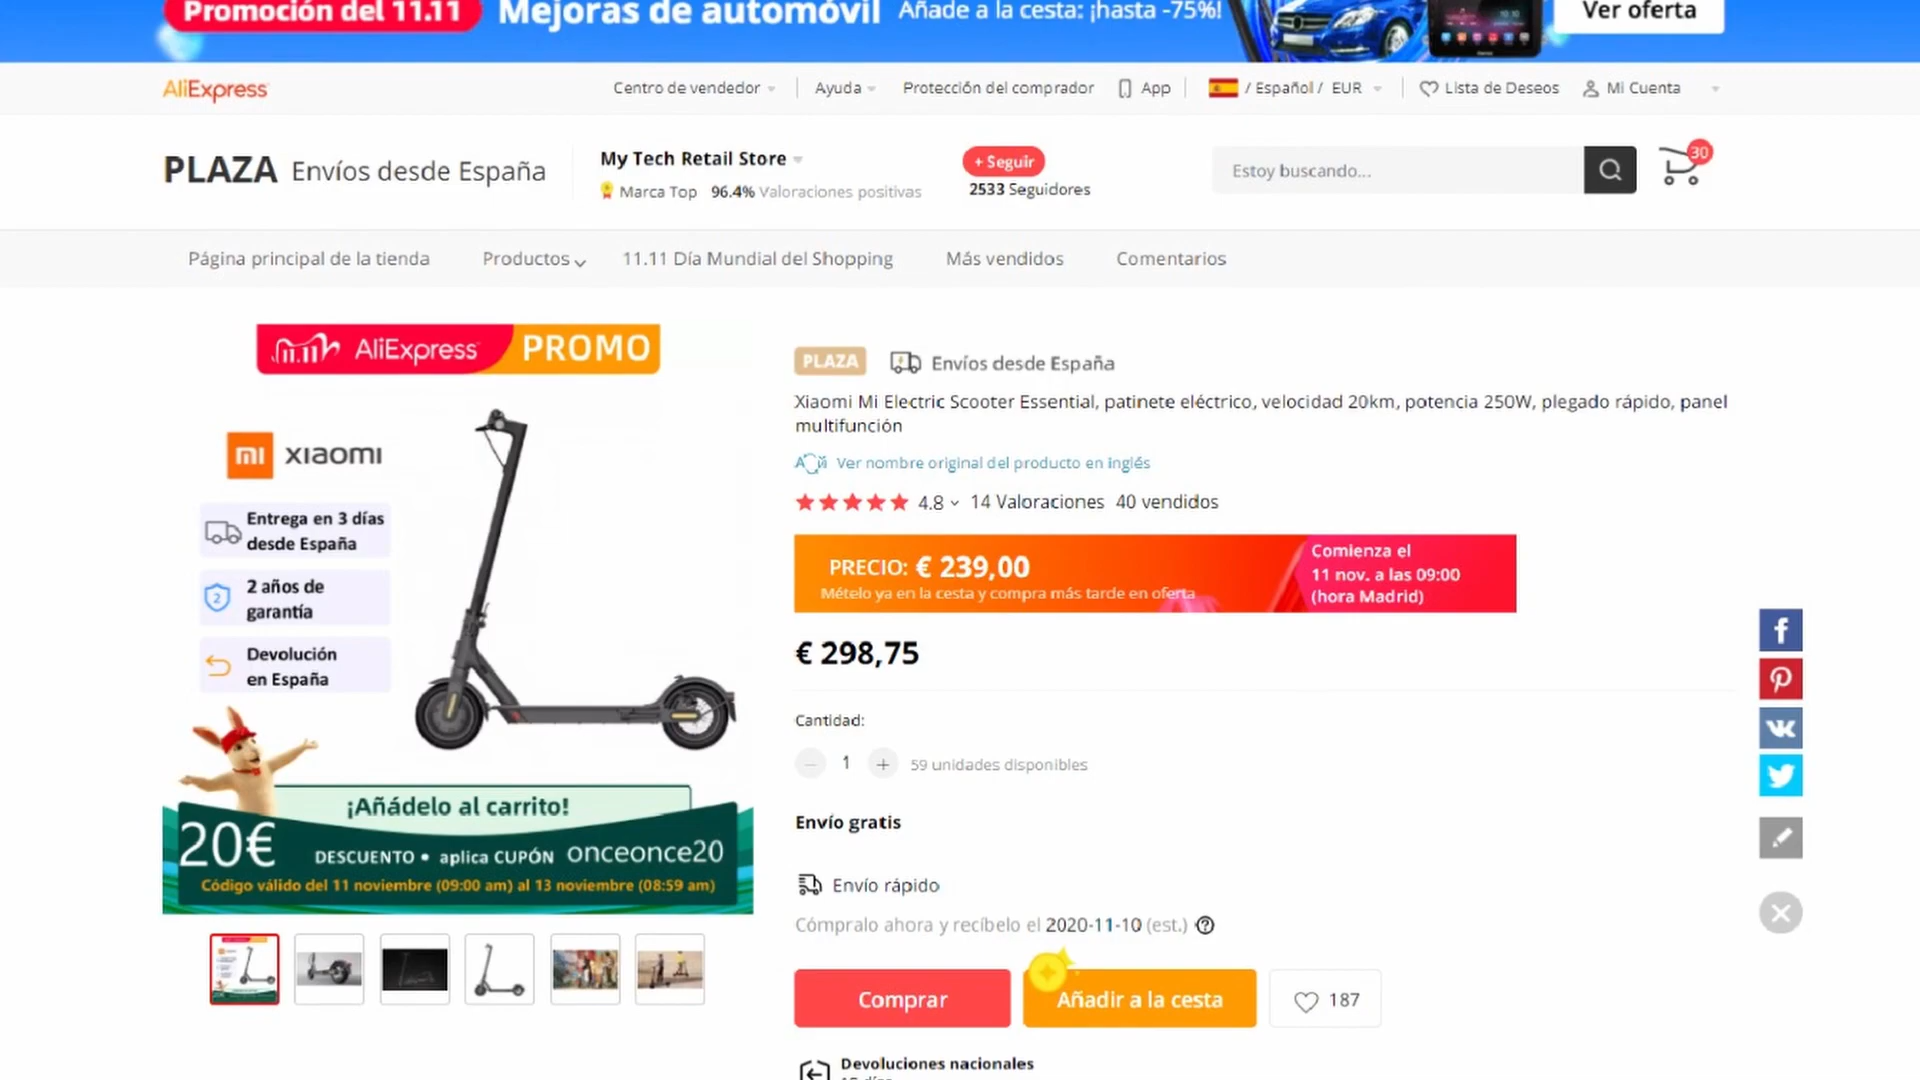 Promoción del 11.11
Mejoras de automóvil
Añade a la cesta: ¡hasta -75%!
Ver oferta
AliExpress
Centro de vendedor
Ayuda
Protección del comprador
App
/ Español / EUR
Lista de Deseos
Mi Cuenta
PLAZA Envíos desde España
My Tech Retail Store
Marca Top 96.4% Valoraciones positivas
+ Seguir
2533 Seguidores
Estoy buscando...
30
Página principal de la tienda
Productos
11.11 Día Mundial del Shopping
Más vendidos
Comentarios
11.11 AliExpress PROMO
mi xiaomi
Entrega en 3 días
desde España
2
2 años de
garantía
Devolución
en España
¡Añádelo al carrito!
20€ DESCUENTO • aplica CUPÓN onceonce20
Código válido del 11 noviembre (09:00 am) al 13 noviembre (08:59 am)
PLAZA Envíos desde España
Xiaomi Mi Electric Scooter Essential, patinete eléctrico, velocidad 20km, potencia 250W, plegado rápido, panel
multifunción
Ver nombre original del producto en inglés
4.8 14 Valoraciones 40 vendidos
PRECIO: € 239,00
Mételo ya en la cesta y compra más tarde en oferta
Comienza el
11 nov. a las 09:00
(hora Madrid)
€ 298,75
Cantidad:
− 1 + 59 unidades disponibles
Envío gratis
Envío rápido
Cómpralo ahora y recíbelo el 2020-11-10 (est.)
Comprar
Añadir a la cesta
187
Devoluciones nacionales